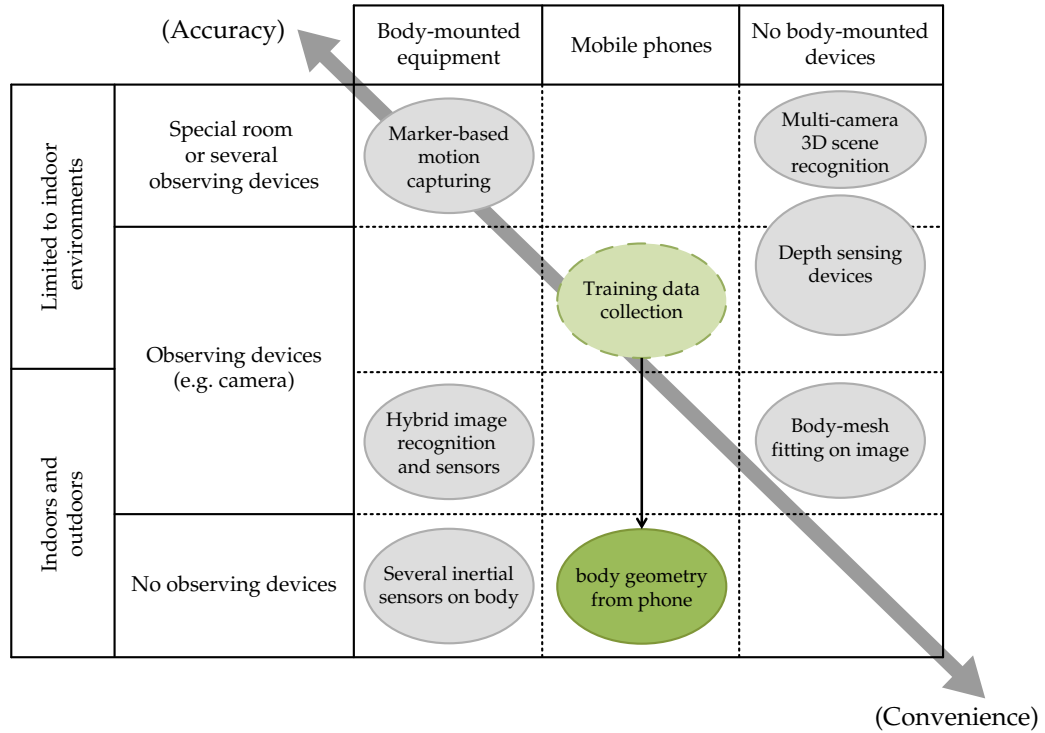 (Accuracy)
Body-mounted
equipment
Mobile phones
No body-mounted
devices
Limited to indoor
environments
Special room
or several
observing devices
Marker-based
motion
capturing
Multi-camera
3D scene
recognition
Observing devices
(e.g. camera)
Training data
collection
Depth sensing
devices
Indoors and
outdoors
Hybrid image
recognition
and sensors
Body-mesh
fitting on image
No observing devices
Several inertial
sensors on body
body geometry
from phone
(Convenience)